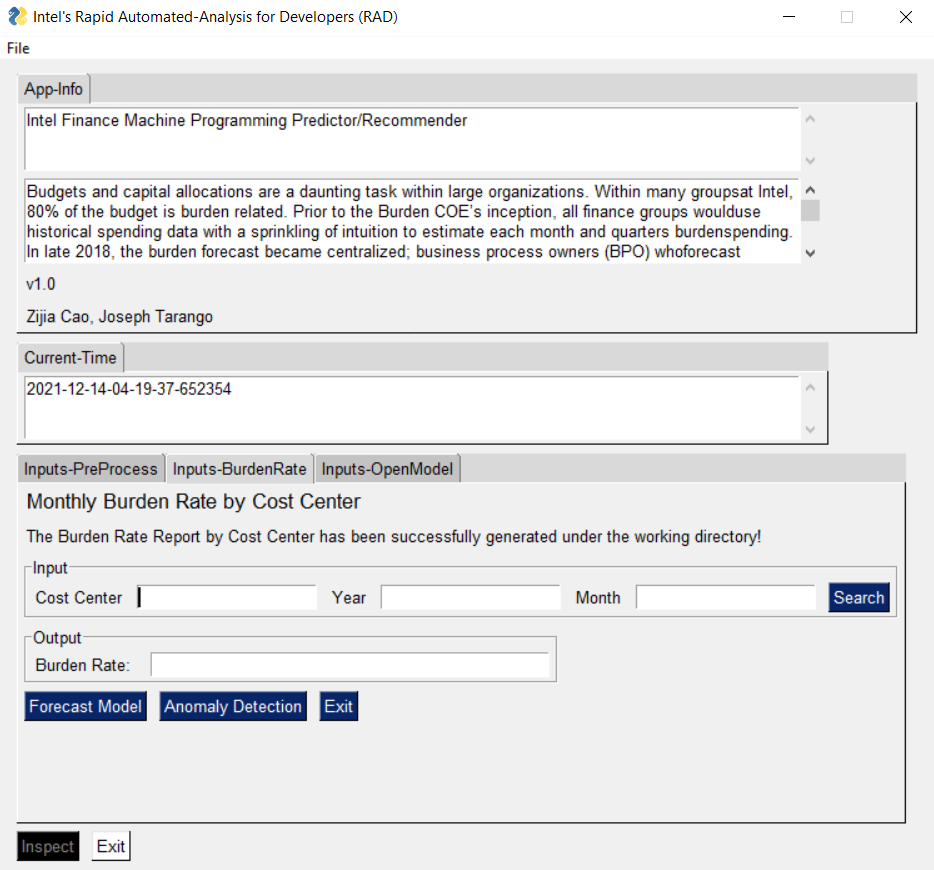 Intel's Rapid Automated-Analysis for Developers (RAD)
File
App-Info
Intel Finance Machine Programming Predictor/Recommender
Budgets and capital allocations are a daunting task within large organizations. Within many groupsat Intel,
80% of the budget is burden related. Prior to the Burden COE's inception, all finance groups woulduse
historical spending data with a sprinkling of intuition to estimate each month and quarters burdenspending.
In late 2018, the burden forecast became centralized; business process owners (BPO) whoforecast
v1.0
Zijia Cao, Joseph Tarango
Current-Time
2021-12-14-04-19-37-652354
Inputs-PreProcess Inputs-BurdenRate Inputs-OpenModel
Monthly Burden Rate by Cost Center
The Burden Rate Report by Cost Center has been successfully generated under the working directory!
Input
Cost Center Year Month Search
Output
Burden Rate:
Forecast Model Anomaly Detection Exit
Inspect Exit